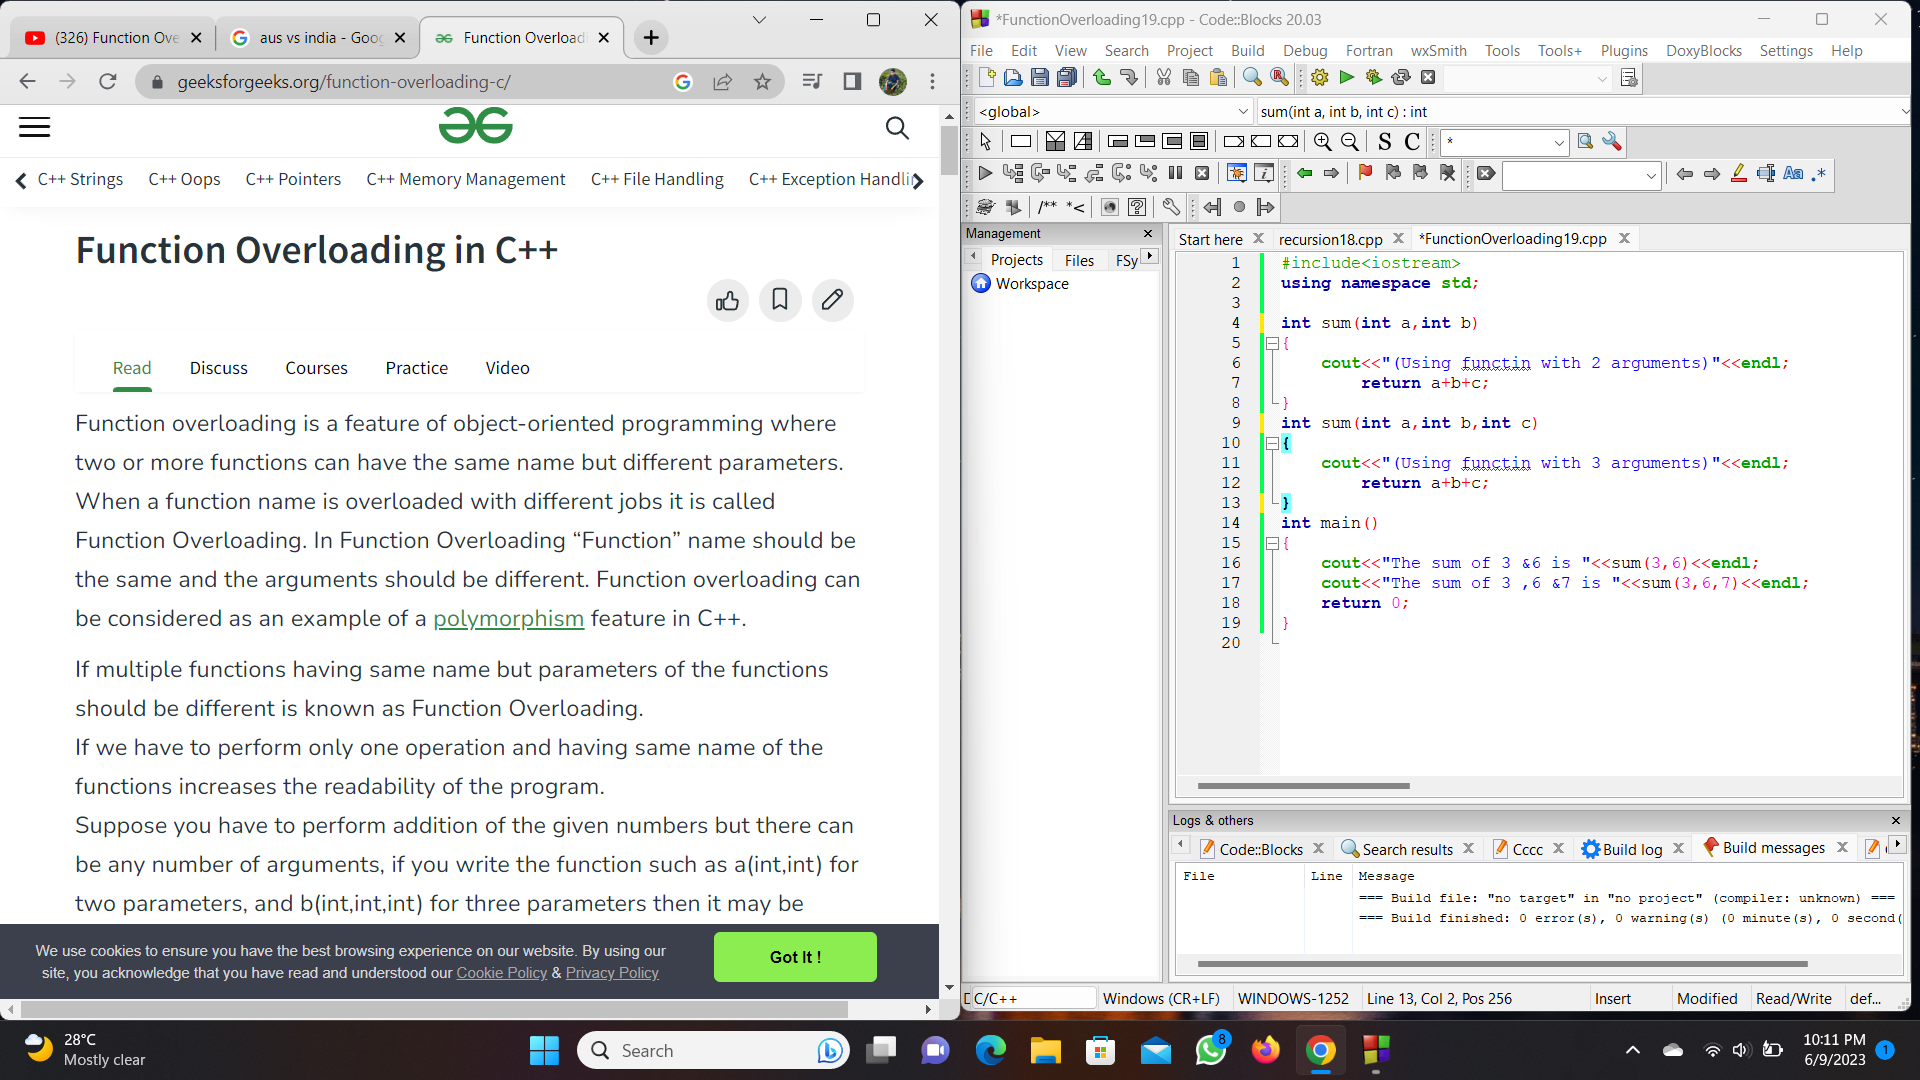 (326) Function Ove
aus vs india - Goog
Function Overload
geeksforgeeks.org/function-overloading-c/
C++ Strings C++ Oops C++ Pointers C++ Memory Management C++ File Handling C++ Exception Handlin
Function Overloading in C++
Read Discuss Courses Practice Video
Function overloading is a feature of object-oriented programming where
two or more functions can have the same name but different parameters.
When a function name is overloaded with different jobs it is called
Function Overloading. In Function Overloading “Function” name should be
the same and the arguments should be different. Function overloading can
be considered as an example of a polymorphism feature in C++.
If multiple functions having same name but parameters of the functions
should be different is known as Function Overloading.
If we have to perform only one operation and having same name of the
functions increases the readability of the program.
Suppose you have to perform addition of the given numbers but there can
be any number of arguments, if you write the function such as a(int,int) for
two parameters, and b(int,int,int) for three parameters then it may be
We use cookies to ensure you have the best browsing experience on our website. By using our
site, you acknowledge that you have read and understood our Cookie Policy & Privacy Policy
Got It !
*FunctionOverloading19.cpp - Code::Blocks 20.03
File Edit View Search Project Build Debug Fortran wxSmith Tools Tools+ Plugins DoxyBlocks Settings Help
<global> sum(int a, int b, int c) : int
S C *
Aa .*
/** *<
Management
Projects Files FSy
Workspace
Start here recursion18.cpp *FunctionOverloading19.cpp
1 #include<iostream>
2 using namespace std;
3
4 int sum(int a,int b)
5 {
6 cout<<"(Using functin with 2 arguments)"<<endl;
7 return a+b+c;
8 }
9 int sum(int a,int b,int c)
10 {
11 cout<<"(Using functin with 3 arguments)"<<endl;
12 return a+b+c;
13 }
14 int main()
15 {
16 cout<<"The sum of 3 &6 is "<<sum(3,6)<<endl;
17 cout<<"The sum of 3 ,6 &7 is "<<sum(3,6,7)<<endl;
18 return 0;
19 }
20
Logs & others
Code::Blocks Search results Cccc Build log Build messages
File Line Message
=== Build file: "no target" in "no project" (compiler: unknown) ===
=== Build finished: 0 error(s), 0 warning(s) (0 minute(s), 0 second(
C/C++ Windows (CR+LF) WINDOWS-1252 Line 13, Col 2, Pos 256 Insert Modified Read/Write def...
28°C
Mostly clear
Search
8
10:11 PM
6/9/2023
1